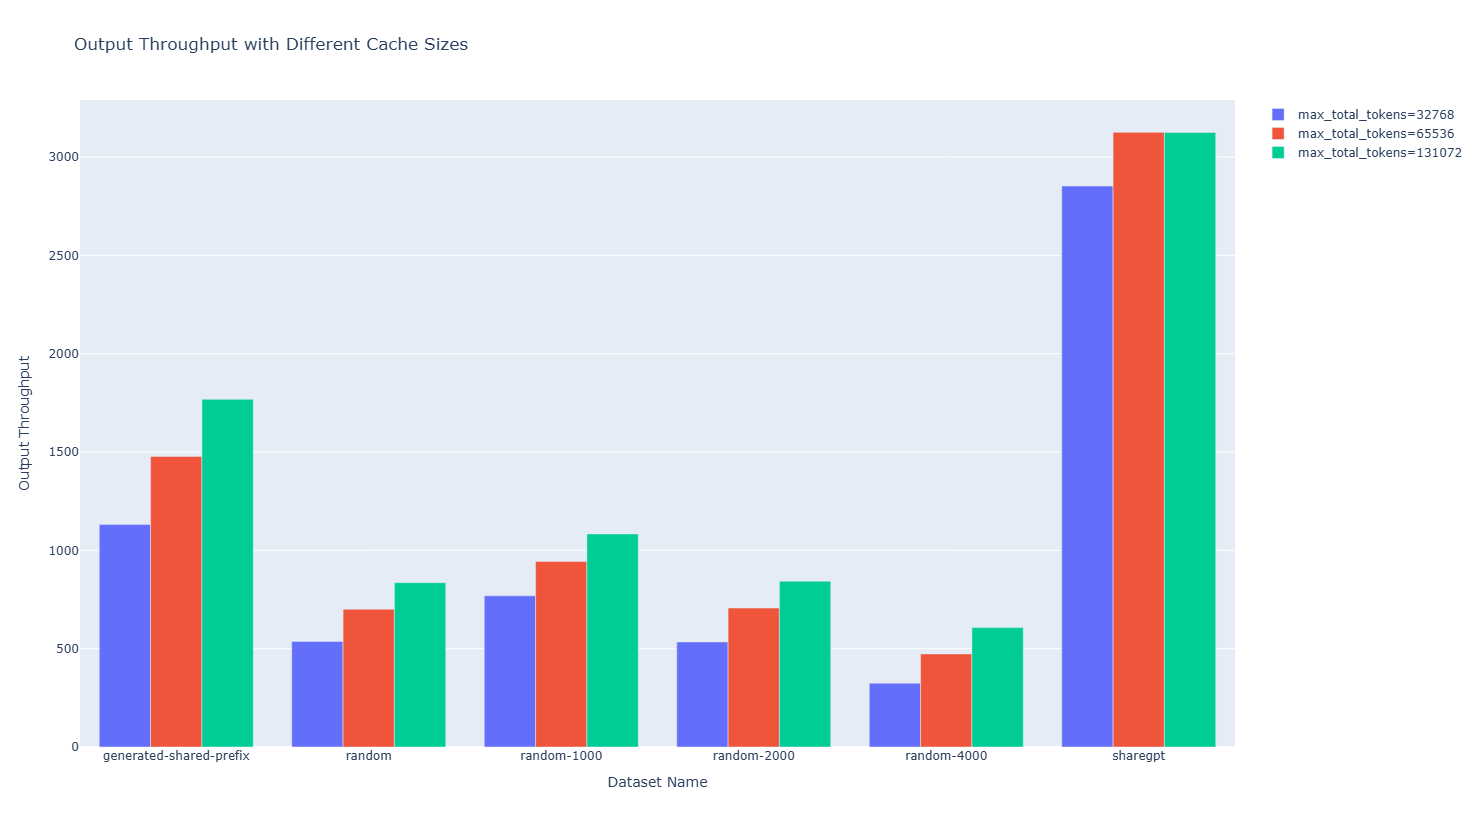 Output Throughput with Different Cache Sizes
max_total_tokens=32768
max_total_tokens=65536
max_total_tokens=131072
Output Throughput
3000
2500
2000
1500
1000
500
0
generated-shared-prefix
random
random-1000
random-2000
random-4000
sharegpt
Dataset Name